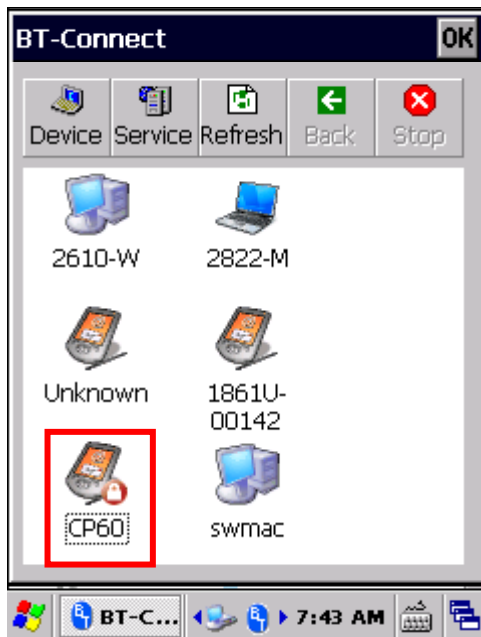 BT-Connect OK
Device Service Refresh Back Stop
2610-W 2822-M
Unknown 1861U-
00142
CP60 swmac
BT-C... 7:43 AM